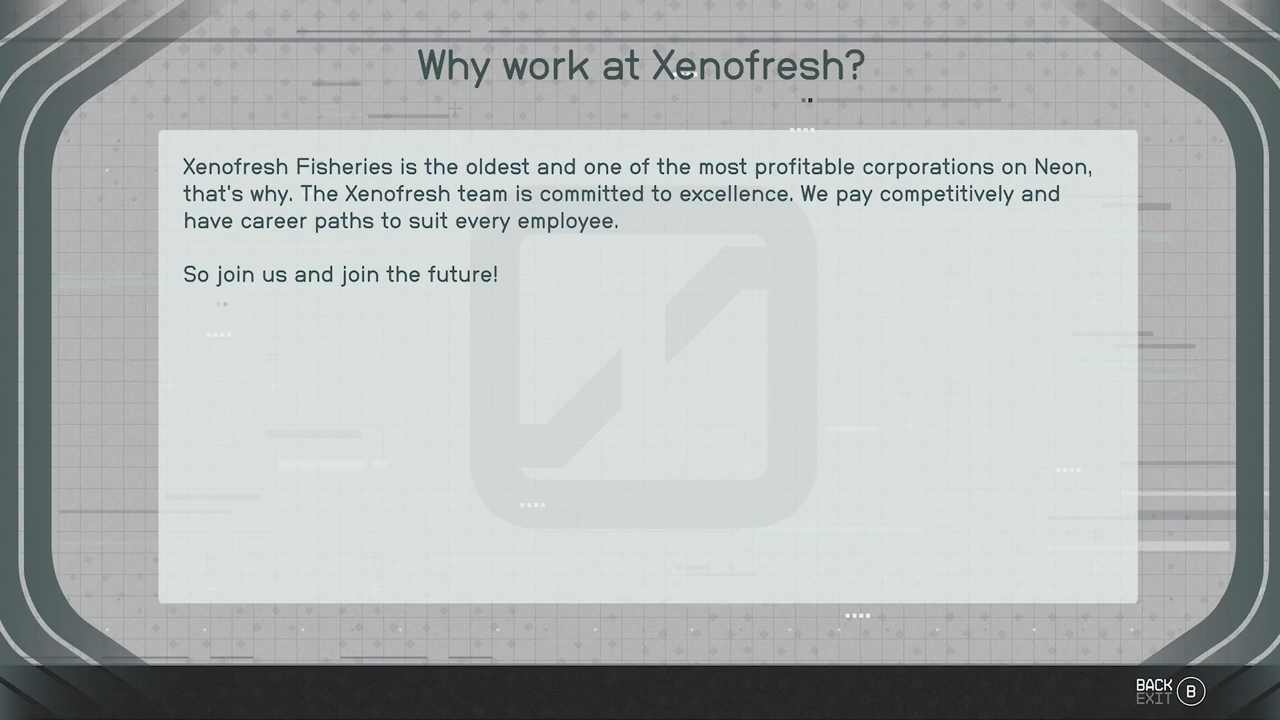 Why work at Xenofresh?
Xenofresh Fisheries is the oldest and one of the most profitable corporations on Neon,
that's why. The Xenofresh team is committed to excellence. We pay competitively and
have career paths to suit every employee.
So join us and join the future!
BACK
EXIT
B